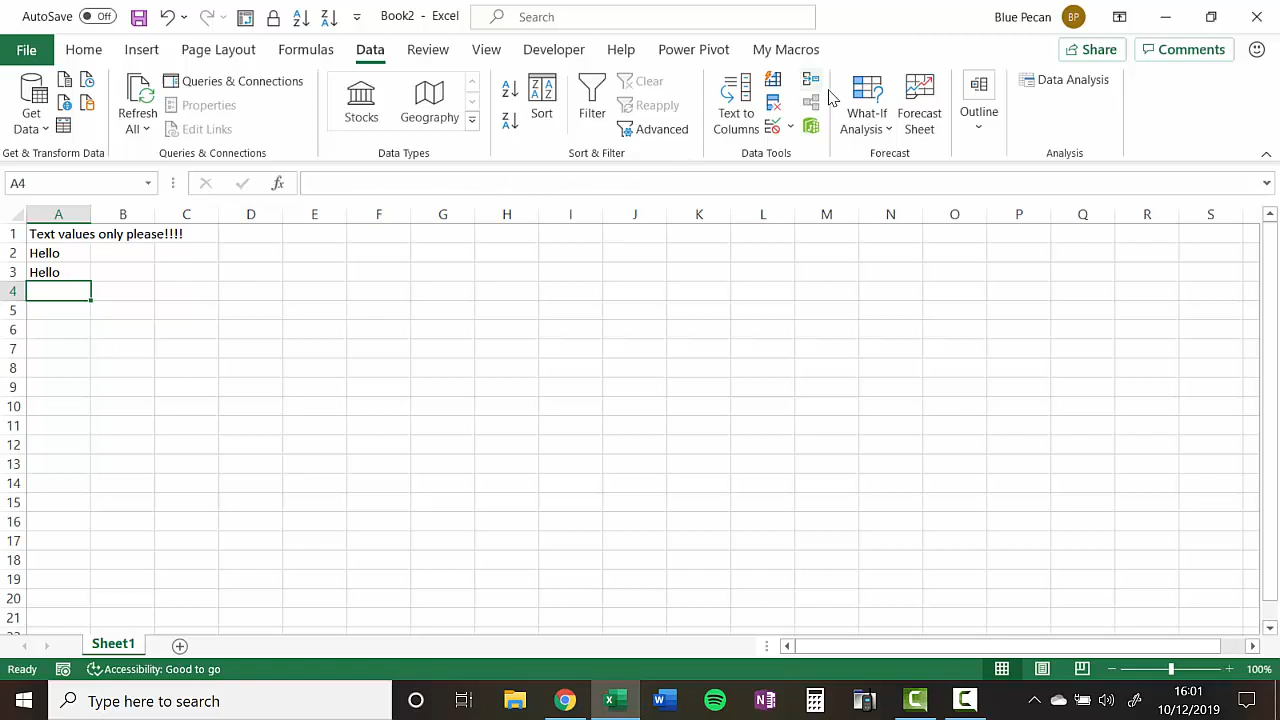 AutoSave Off Book2 - Excel Search Blue Pecan BP
File Home Insert Page Layout Formulas Data Review View Developer Help Power Pivot My Macros Share Comments
Get Data
Refresh All
Queries & Connections
Properties
Edit Links
Stocks
Geography
Sort
Filter
Clear
Reapply
Advanced
Text to Columns
What-If Analysis
Forecast Sheet
Outline
Data Analysis
Get & Transform Data Queries & Connections Data Types Sort & Filter Data Tools Forecast Analysis
A4 fx
A B C D E F G H I J K L M N O P Q R S
1 Text values only please!!!!
2 Hello
3 Hello
4
5
6
7
8
9
10
11
12
13
14
15
16
17
18
19
20
21
Sheet1
Ready Accessibility: Good to go 100%
Type here to search 16:01
10/12/2019